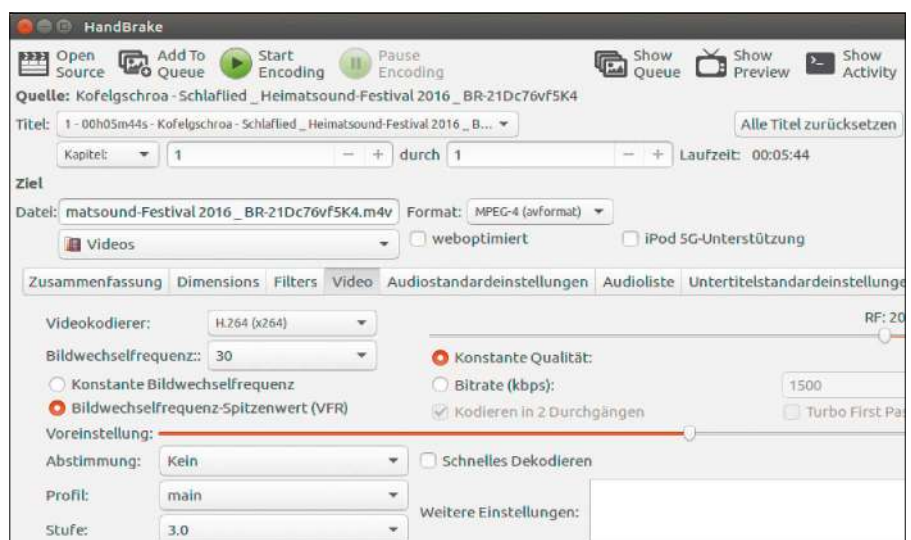 HandBrake
Open Source Add To Queue Start Encoding Pause Encoding Show Queue Show Preview Show Activity
Quelle: Kofelgschroa - Schlaflied _ Heimatsound-Festival 2016 _ BR-21Dc76vf5K4
Titel: 1 - 00h05m44s - Kofelgschroa - Schlaflied _ Heimatsound-Festival 2016 _ B... Alle Titel zurücksetzen
Kapitel: 1 - + durch 1 - + Laufzeit: 00:05:44
Ziel
Datei: matsound-Festival 2016 _ BR-21Dc76vf5K4.m4v Format: MPEG-4 (avformat)
Videos weboptimiert iPod 5G-Unterstützung
Zusammenfassung Dimensions Filters Video Audiostandardeinstellungen Audioliste Untertitelstandardeinstellunge
Videokodierer: H.264 (x264) RF: 20
Bildwechselfrequenz:: 30 Konstante Qualität:
Konstante Bildwechselfrequenz Bitrate (kbps): 1500
Bildwechselfrequenz-Spitzenwert (VFR) Kodieren in 2 Durchgängen Turbo First Pas
Voreinstellung:
Abstimmung: Kein Schnelles Dekodieren
Profil: main Weitere Einstellungen:
Stufe: 3.0